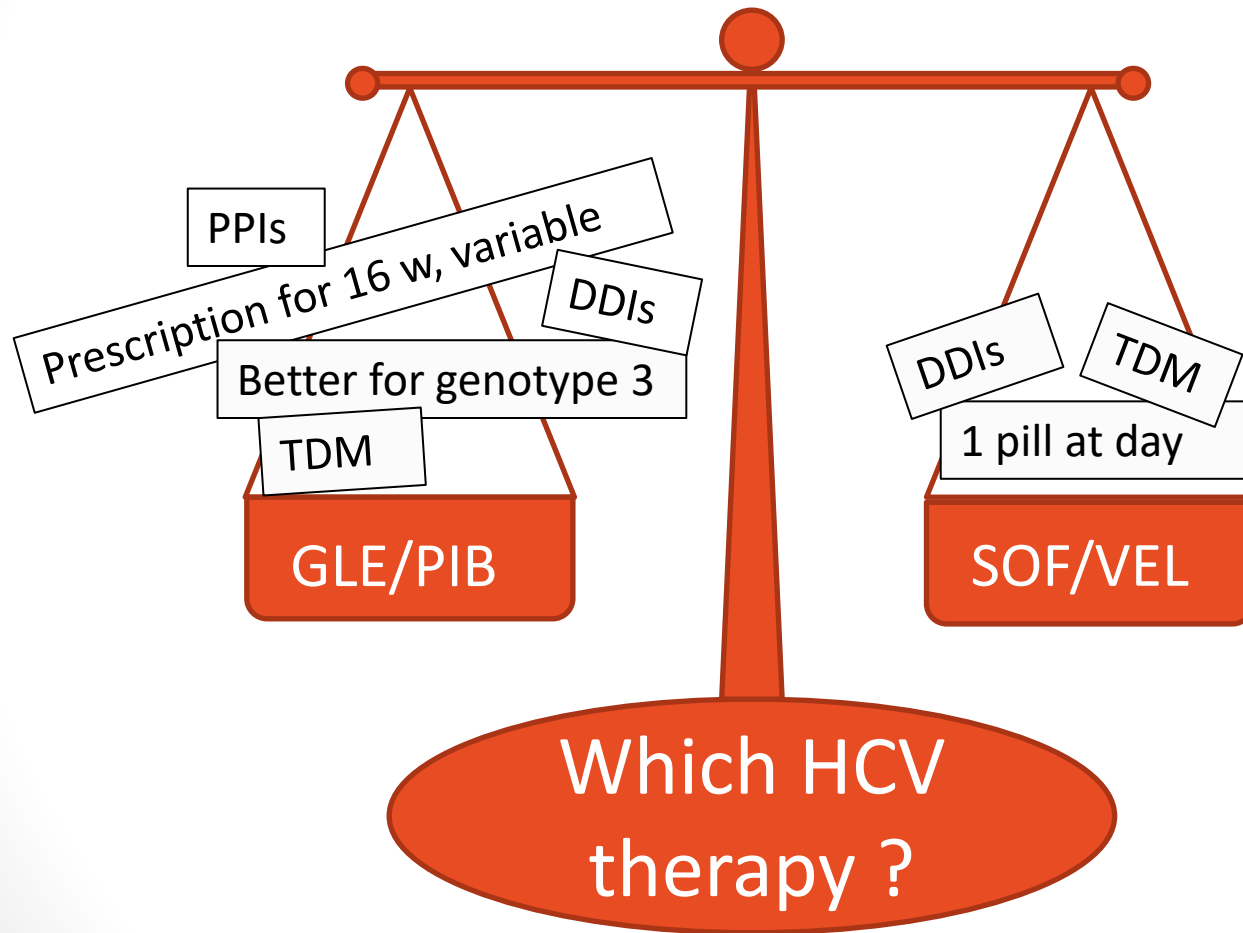 PPIs
Prescription for 16 w, variable
DDIs
Better for genotype 3
TDM
GLE/PIB
DDIs
TDM
1 pill at day
SOF/VEL
Which HCV
therapy ?